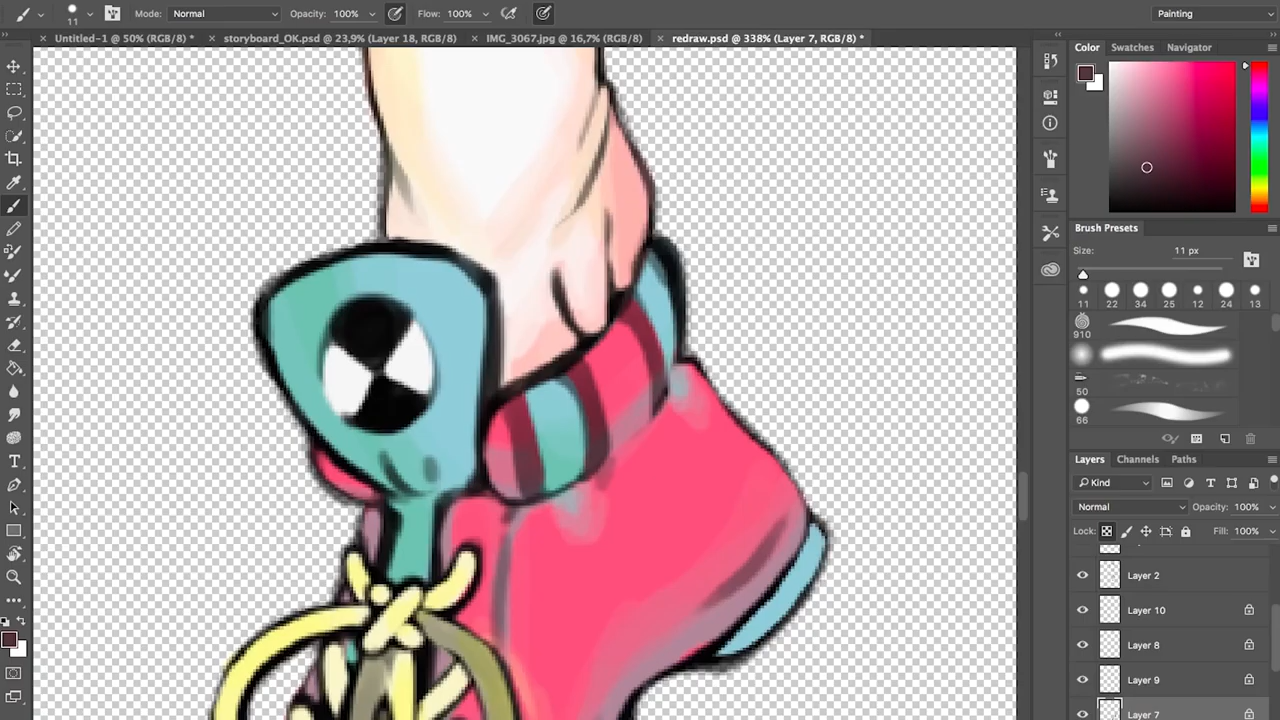 11 Mode: Normal Opacity: 100% Flow: 100% Painting
Untitled-1 @ 50% (RGB/8) * storyboard_OK.psd @ 23,9% (Layer 18, RGB/8) IMG_3067.jpg @ 16,7% (RGB/8) redraw.psd @ 338% (Layer 7, RGB/8) *
Color Swatches Navigator
Brush Presets
Size: 11 px
11 22 34 25 12 24 13
910
50
66
Layers Channels Paths
Kind
Normal Opacity: 100%
Lock: Fill: 100%
Layer 2
Layer 10
Layer 8
Layer 9
Layer 7